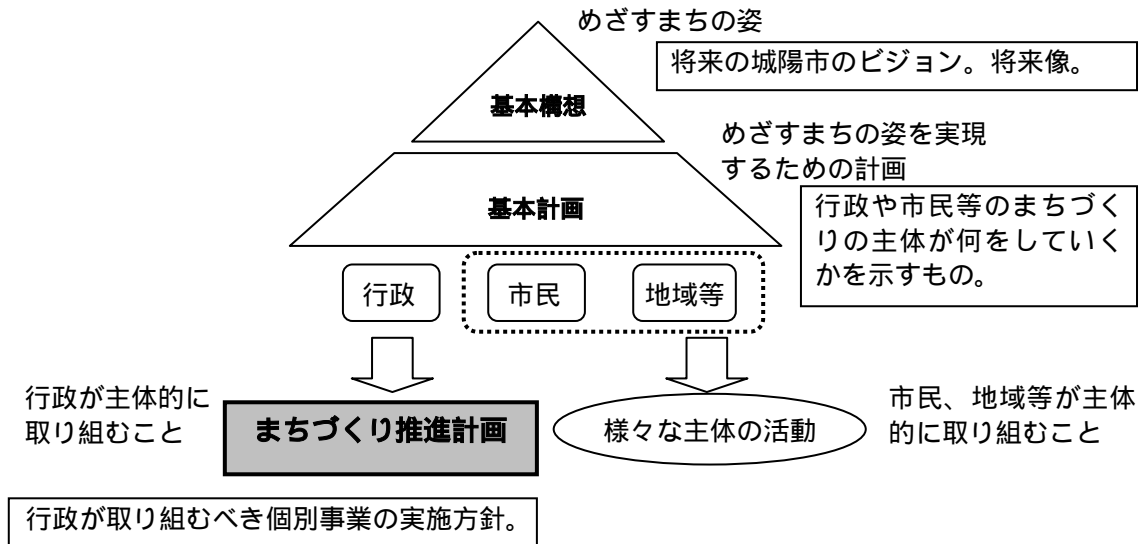 めざすまちの姿
将来の城陽市のビジョン。将来像。
基本構想
めざすまちの姿を実現
するための計画
基本計画
行政や市民等のまちづく
りの主体が何をしていく
かを示すもの。
行政
市民
地域等
行政が主体的に
取り組むこと
まちづくり推進計画
様々な主体の活動
市民、地域等が主体
的に取り組むこと
行政が取り組むべき個別事業の実施方針。